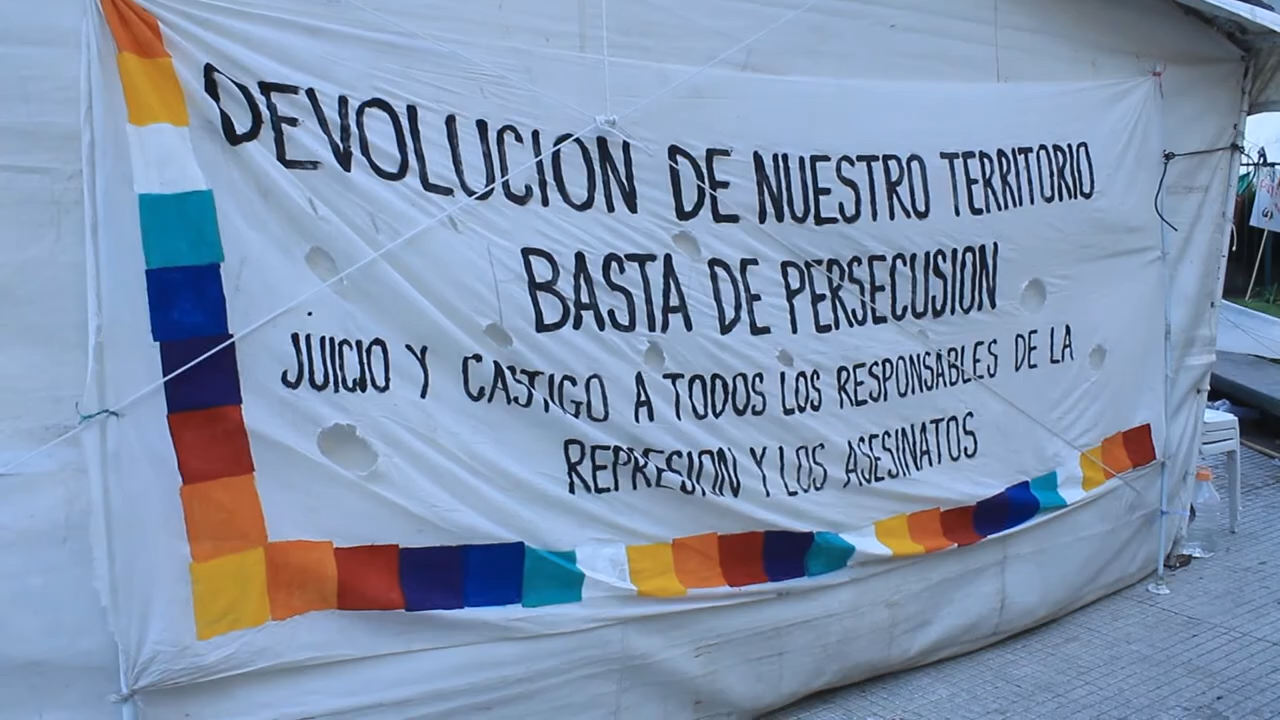 DEVOLUCION DE NUESTRO TERRITORIO
BASTA DE PERSECUSION
JUICIO Y CASTIGO A TODOS LOS RESPONSABLES DE LA
REPRESION Y LOS ASESINATOS